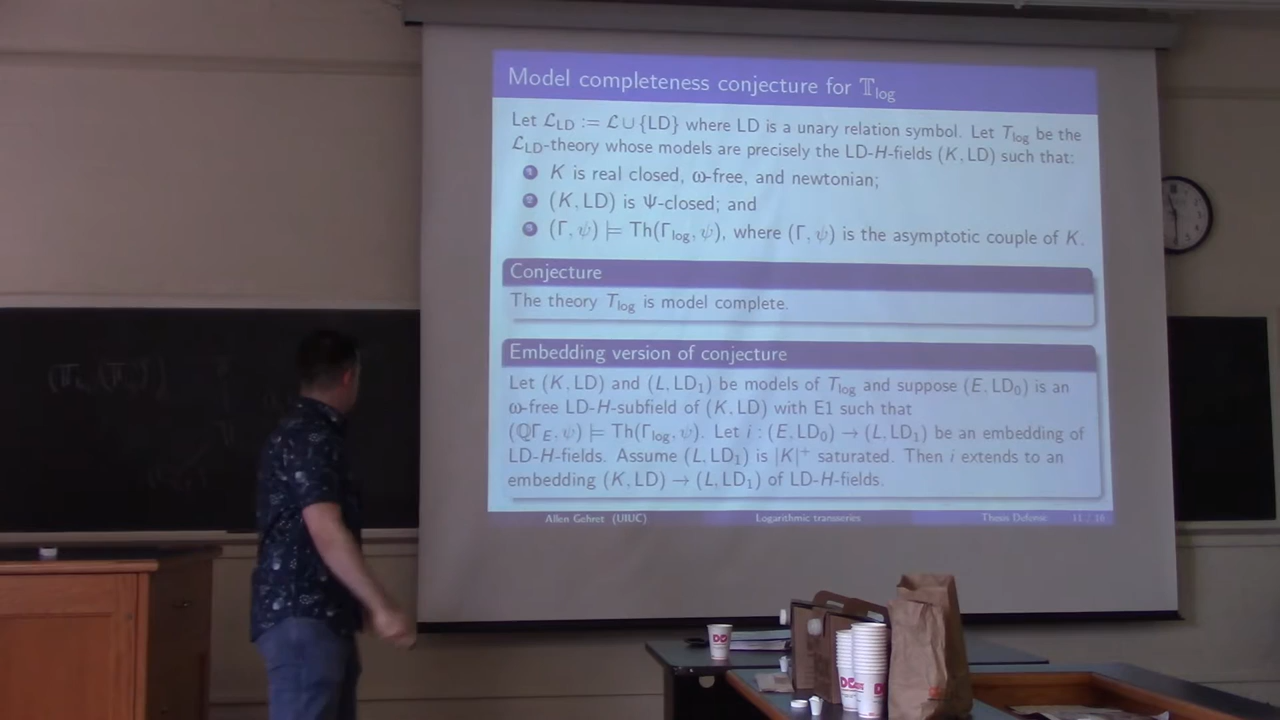 Model completeness conjecture for 𝕋log
Let ℒLD := ℒ ∪ {LD} where LD is a unary relation symbol. Let Tlog be the
ℒLD-theory whose models are precisely the LD-H-fields (K, LD) such that:
1 K is real closed, ω-free, and newtonian;
2 (K, LD) is Ψ-closed; and
3 (Γ, ψ) ⊨ Th(Γlog, ψ), where (Γ, ψ) is the asymptotic couple of K.
Conjecture
The theory Tlog is model complete.
Embedding version of conjecture
Let (K, LD) and (L, LD1) be models of Tlog and suppose (E, LD0) is an
ω-free LD-H-subfield of (K, LD) with E1 such that
(ℚΓE, ψ) ⊨ Th(Γlog, ψ). Let i : (E, LD0) → (L, LD1) be an embedding of
LD-H-fields. Assume (L, LD1) is |K|⁺ saturated. Then i extends to an
embedding (K, LD) → (L, LD1) of LD-H-fields.
Allen Gehret (UIUC) Logarithmic transseries Thesis Defense 11 / 16
DD